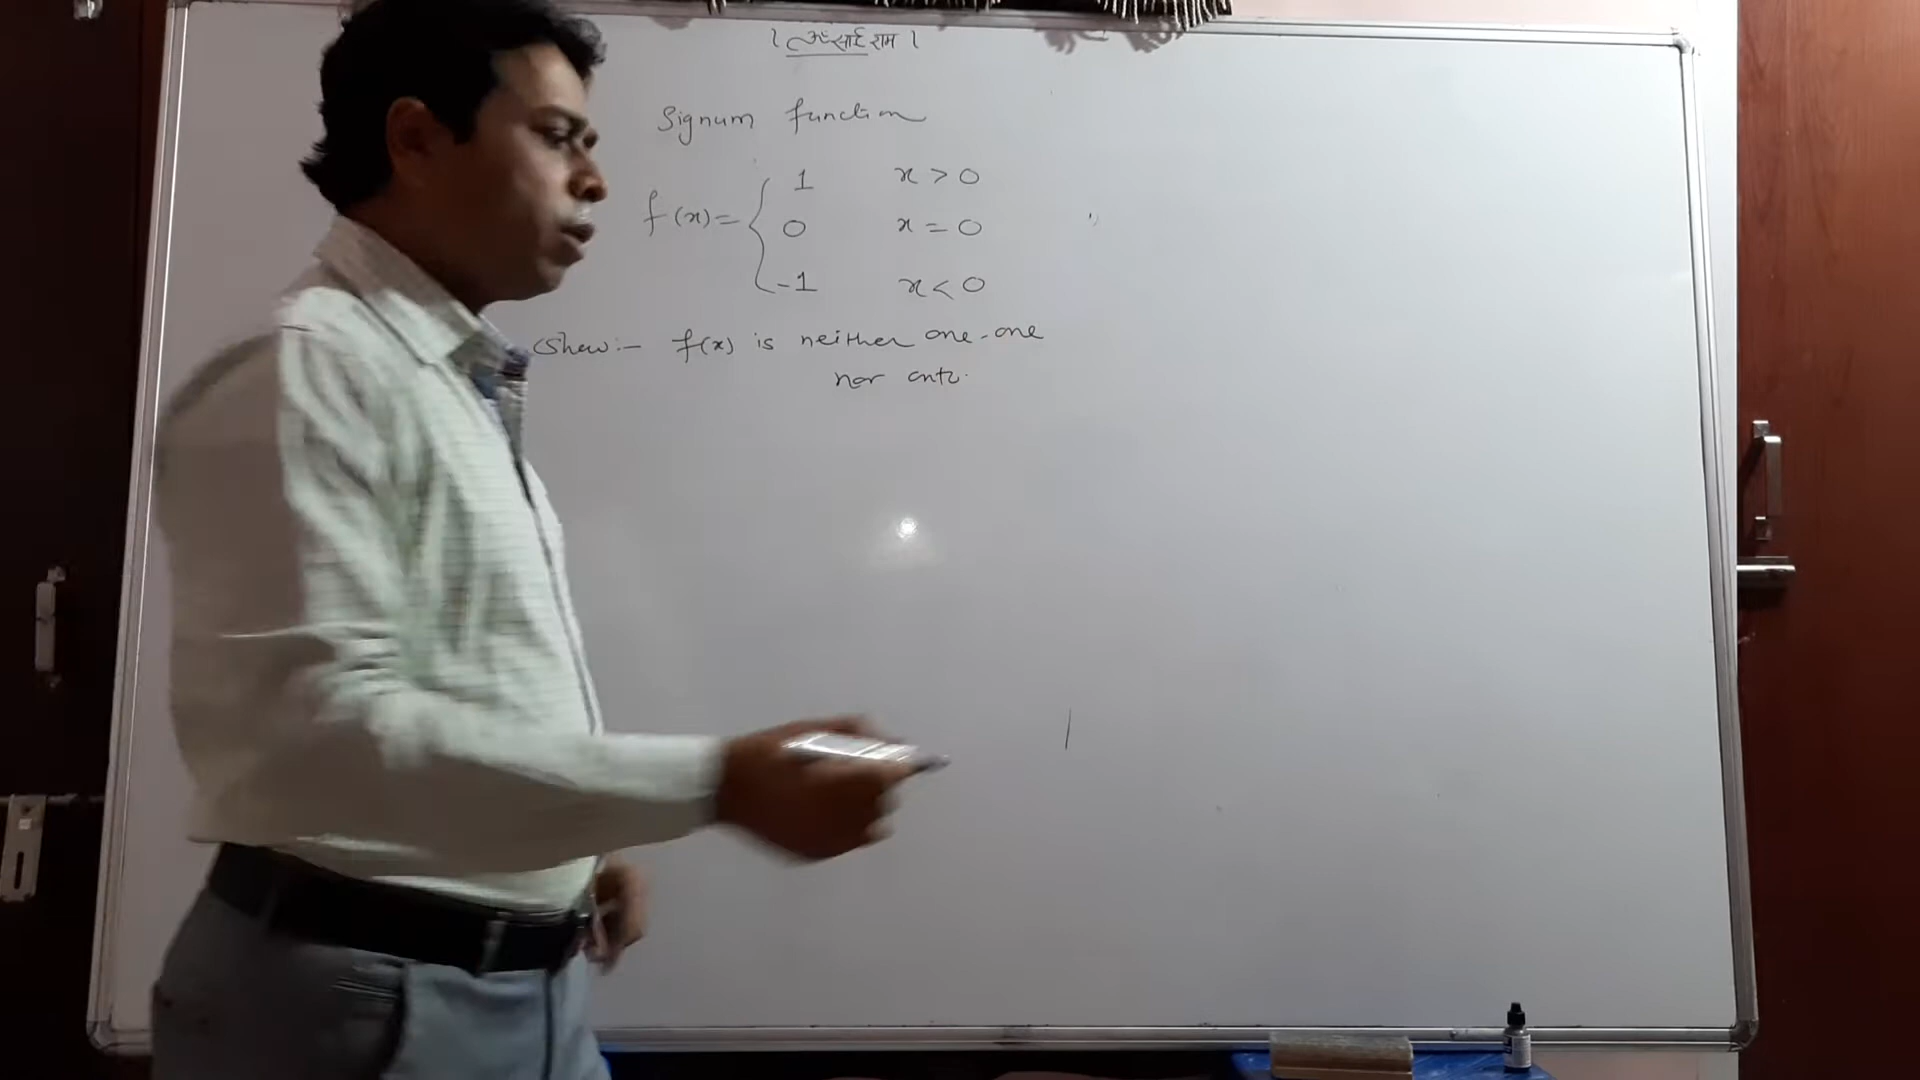 । ॐ साई राम ।
Signum function
f(x) = { 1 x > 0
0 x = 0
-1 x < 0
Show:- f(x) is neither one-one
nor onto.